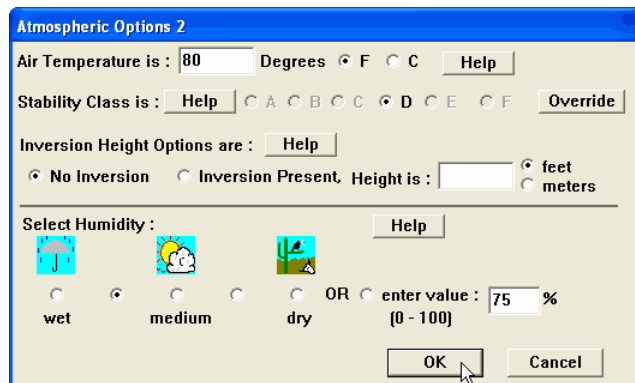 Atmospheric Options 2
Air Temperature is : 80 Degrees F C Help
Stability Class is : Help A B C D E F Override
Inversion Height Options are : Help
No Inversion Inversion Present, Height is : feet
meters
Select Humidity : Help
OR enter value : 75 %
wet medium dry (0 - 100)
OK Cancel